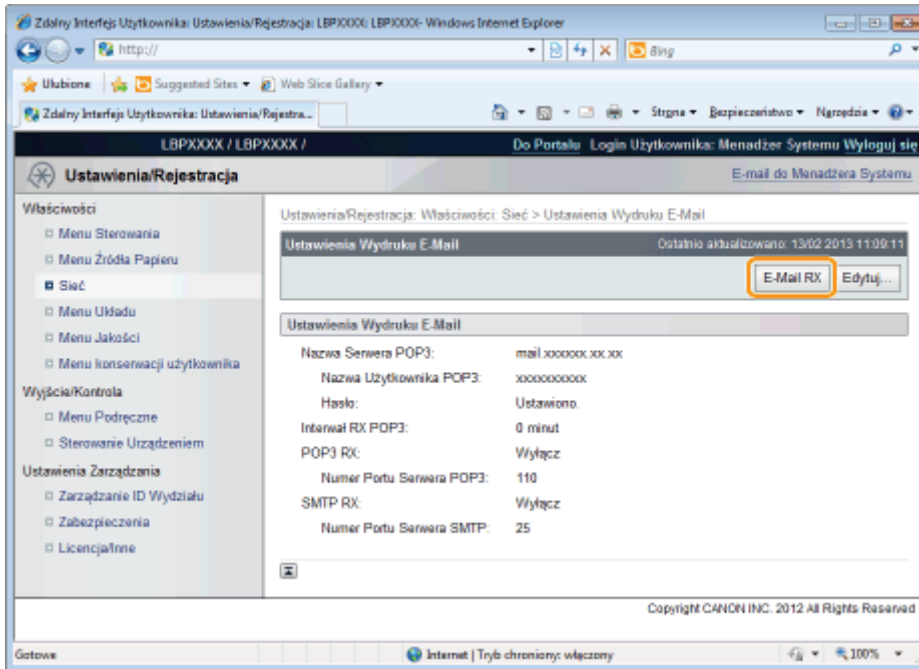 Zdalny Interfejs Użytkownika: Ustawienia/Rejestracja: LBPXXXX: LBPXXXX- Windows Internet Explorer
http://
Bing
Ulubione Suggested Sites Web Slice Gallery
Zdalny Interfejs Użytkownika: Ustawienia/Rejestra... Strona Bezpieczeństwo Narzędzia
LBPXXXX / LBPXXXX / Do Portalu Login Użytkownika: Menadżer Systemu Wyloguj się
Ustawienia/Rejestracja E-mail do Menadżera Systemu
Właściwości
Menu Sterowania
Menu Źródła Papieru
Sieć
Menu Układu
Menu Jakości
Menu konserwacji użytkownika
Wyjście/Kontrola
Menu Podręczne
Sterowanie Urządzeniem
Ustawienia Zarządzania
Zarządzanie ID Wydziału
Zabezpieczenia
Licencja/Inne
Ustawienia/Rejestracja: Właściwości: Sieć > Ustawienia Wydruku E-Mail
Ustawienia Wydruku E-Mail Ostatnio aktualizowano: 13/02 2013 11:09:11
E-Mail RX Edytuj...
Ustawienia Wydruku E-Mail
Nazwa Serwera POP3: mail.xxxxxx.xx.xx
Nazwa Użytkownika POP3: xxxxxxxxxx
Hasło: Ustawiono.
Interwał RX POP3: 0 minut
POP3 RX: Wyłącz
Numer Portu Serwera POP3: 110
SMTP RX: Wyłącz
Numer Portu Serwera SMTP: 25
Copyright CANON INC. 2012 All Rights Reserved
Gotowe Internet | Tryb chroniony: włączony 100%